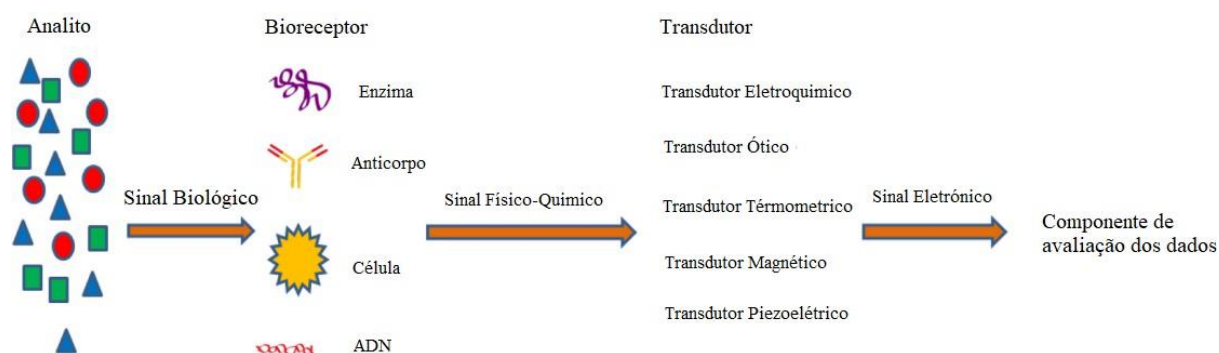 Analito
Bioreceptor
Transdutor
Enzima
Anticorpo
Célula
ADN
Sinal Biológico
Sinal Físico-Quimico
Transdutor Eletroquimico
Transdutor Ótico
Transdutor Térmometrico
Transdutor Magnético
Transdutor Piezoelétrico
Sinal Eletrónico
Componente de
avaliação dos dados